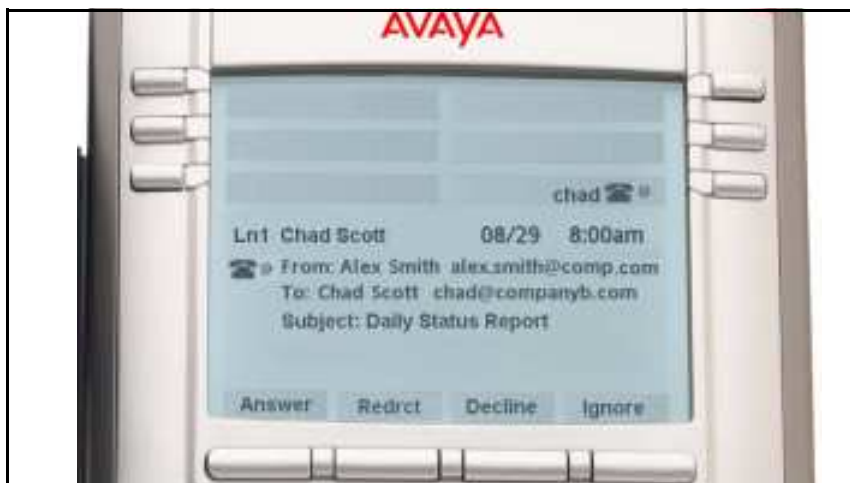 AVAYA
chad
Ln1 Chad Scott 08/29 8:00am
From: Alex Smith alex.smith@comp.com
To: Chad Scott chad@companyb.com
Subject: Daily Status Report
Answer Redrct Decline Ignore